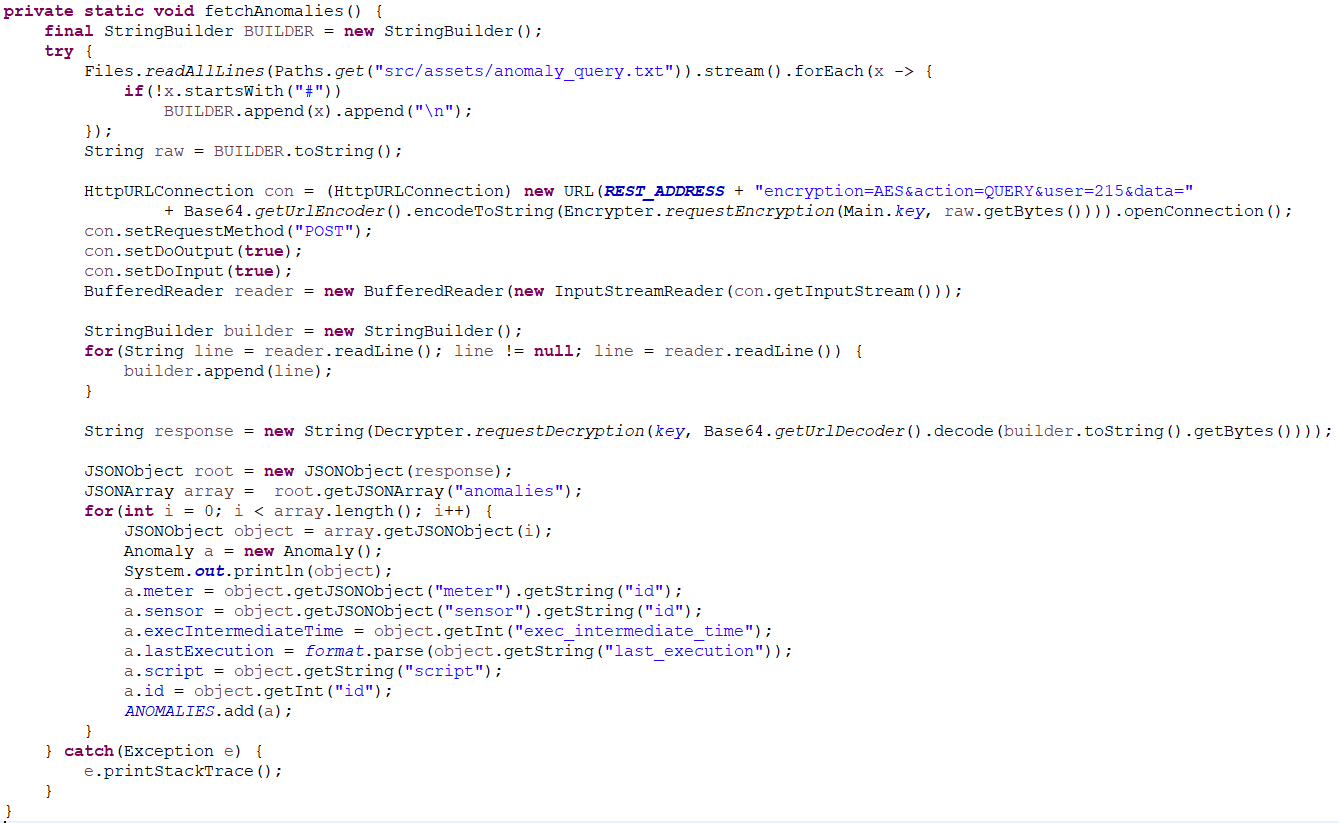 private static void fetchAnomalies() {
    final StringBuilder BUILDER = new StringBuilder();
    try {
        Files.readAllLines(Paths.get("src/assets/anomaly_query.txt")).stream().forEach(x -> {
            if(!x.startsWith("#"))
                BUILDER.append(x).append("\n");
        });
        String raw = BUILDER.toString();

        HttpURLConnection con = (HttpURLConnection) new URL(REST_ADDRESS + "encryption=AES&action=QUERY&user=215&data="
                + Base64.getUrlEncoder().encodeToString(Encrypter.requestEncryption(Main.key, raw.getBytes()))).openConnection();
        con.setRequestMethod("POST");
        con.setDoOutput(true);
        con.setDoInput(true);
        BufferedReader reader = new BufferedReader(new InputStreamReader(con.getInputStream()));

        StringBuilder builder = new StringBuilder();
        for(String line = reader.readLine(); line != null; line = reader.readLine()) {
            builder.append(line);
        }

        String response = new String(Decrypter.requestDecryption(key, Base64.getUrlDecoder().decode(builder.toString().getBytes())));

        JSONObject root = new JSONObject(response);
        JSONArray array =  root.getJSONArray("anomalies");
        for(int i = 0; i < array.length(); i++) {
            JSONObject object = array.getJSONObject(i);
            Anomaly a = new Anomaly();
            System.out.println(object);
            a.meter = object.getJSONObject("meter").getString("id");
            a.sensor = object.getJSONObject("sensor").getString("id");
            a.execIntermediateTime = object.getInt("exec_intermediate_time");
            a.lastExecution = format.parse(object.getString("last_execution"));
            a.script = object.getString("script");
            a.id = object.getInt("id");
            ANOMALIES.add(a);
        }
    } catch(Exception e) {
        e.printStackTrace();
    }
}